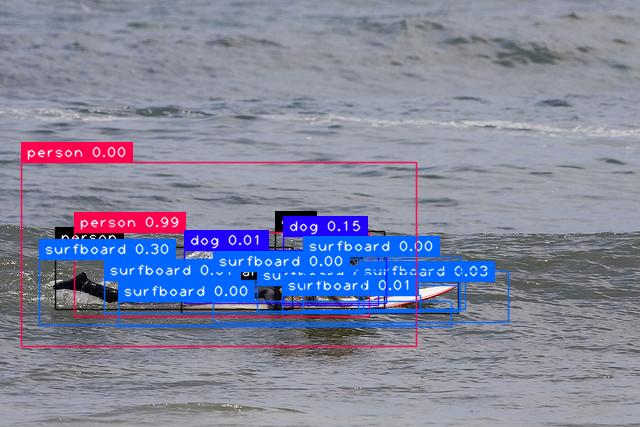 person 0.00
person 0.99
dog 0.15
person
dog 0.01
surfboard 0.00
surfboard 0.30
surfboard 0.00
surfboard 0.03
surfboard 0.01
surfboard 0.00